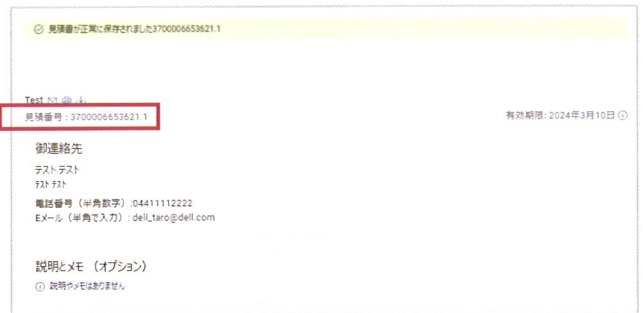 見積書が正常に保存されました3700006653621.1
Test
見積番号 : 3700006653621.1
有効期限: 2024年3月10日
御連絡先
テスト テスト
テスト テスト
電話番号（半角数字）:04411112222
Eメール（半角で入力）: dell_taro@dell.com
説明とメモ （オプション）
説明やメモはありません